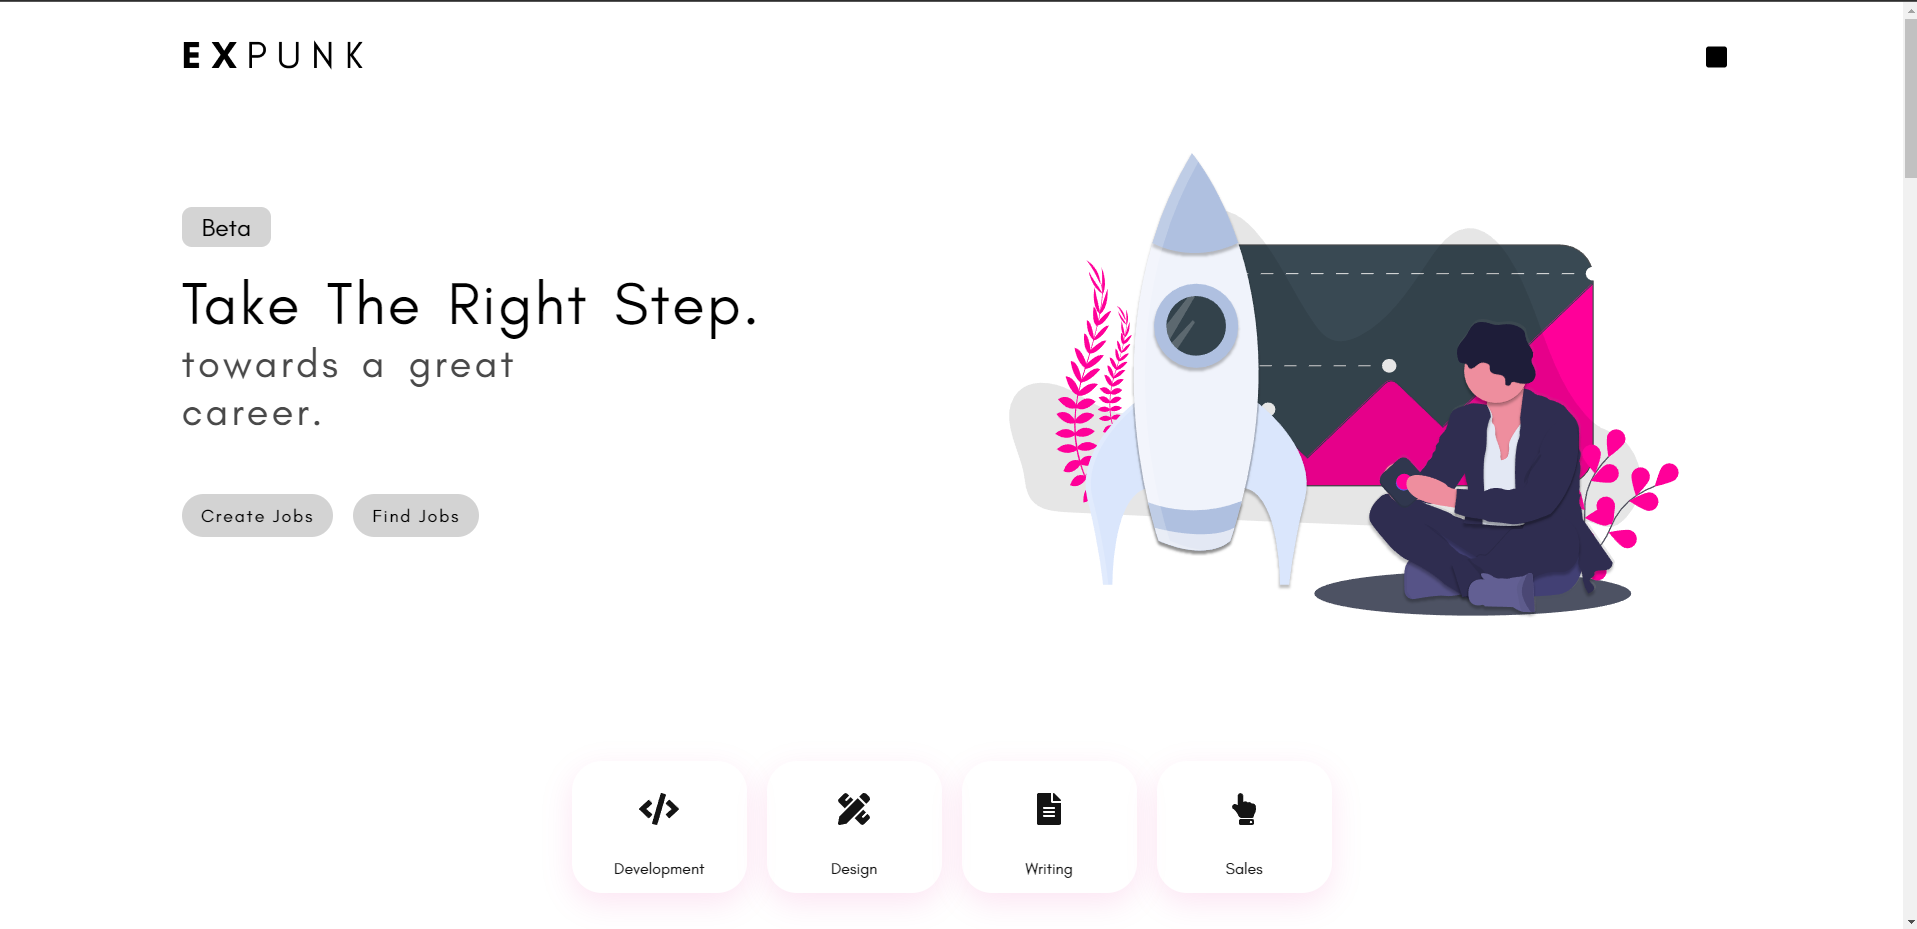 EXPUNK
Beta
Take The Right Step.
towards a great
career.
Create Jobs Find Jobs
Development Design Writing Sales